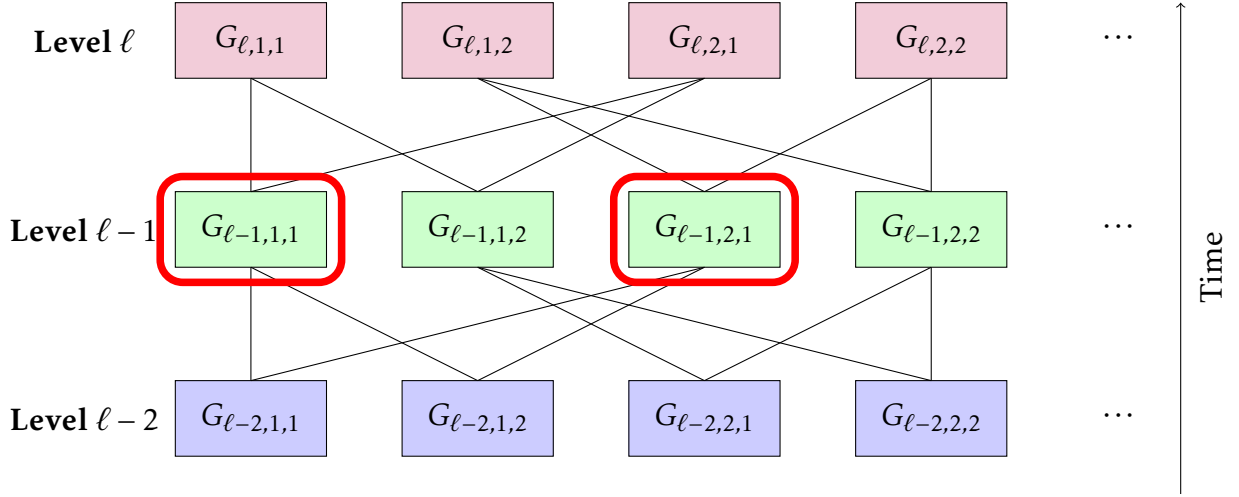 Level ℓ G_{ℓ,1,1} G_{ℓ,1,2} G_{ℓ,2,1} G_{ℓ,2,2} ⋯
Level ℓ − 1 G_{ℓ−1,1,1} G_{ℓ−1,1,2} G_{ℓ−1,2,1} G_{ℓ−1,2,2} ⋯
Time
Level ℓ − 2 G_{ℓ−2,1,1} G_{ℓ−2,1,2} G_{ℓ−2,2,1} G_{ℓ−2,2,2} ⋯